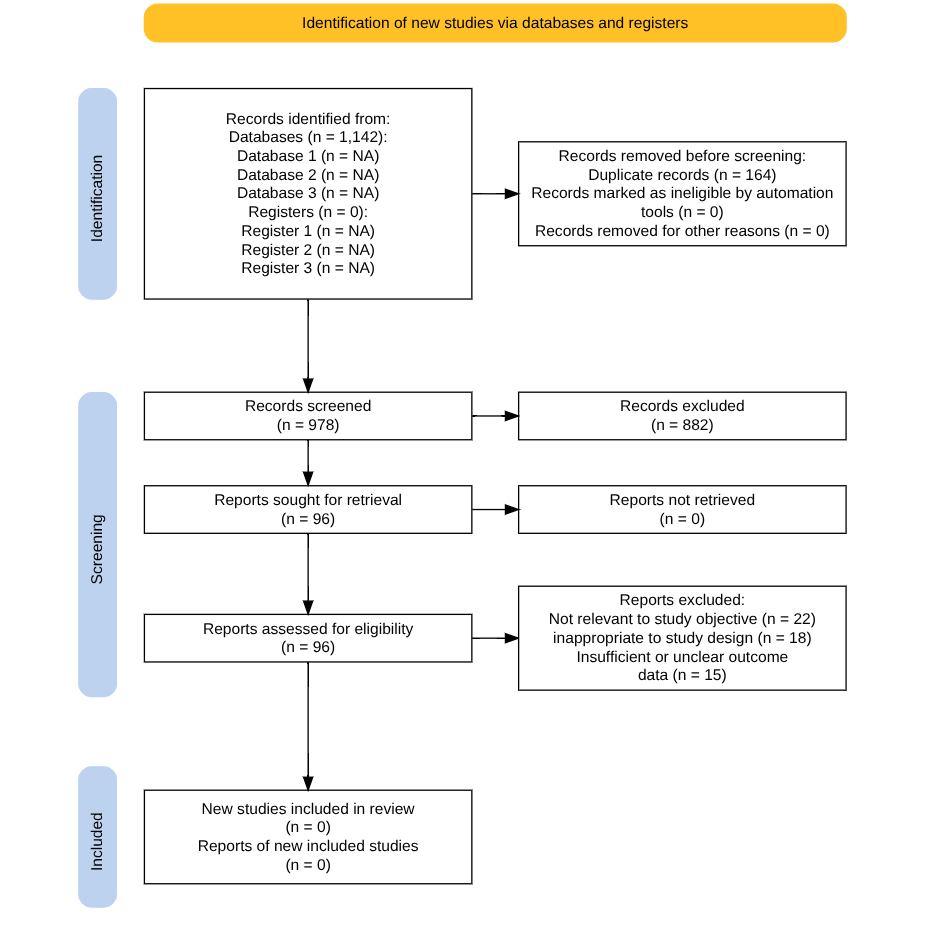 Identification of new studies via databases and registers
Identification
Records identified from:
Databases (n = 1,142):
Database 1 (n = NA)
Database 2 (n = NA)
Database 3 (n = NA)
Registers (n = 0):
Register 1 (n = NA)
Register 2 (n = NA)
Register 3 (n = NA)
Records removed before screening:
Duplicate records (n = 164)
Records marked as ineligible by automation
tools (n = 0)
Records removed for other reasons (n = 0)
Screening
Records screened
(n = 978)
Records excluded
(n = 882)
Reports sought for retrieval
(n = 96)
Reports not retrieved
(n = 0)
Reports assessed for eligibility
(n = 96)
Reports excluded:
Not relevant to study objective (n = 22)
inappropriate to study design (n = 18)
Insufficient or unclear outcome
data (n = 15)
Included
New studies included in review
(n = 0)
Reports of new included studies
(n = 0)